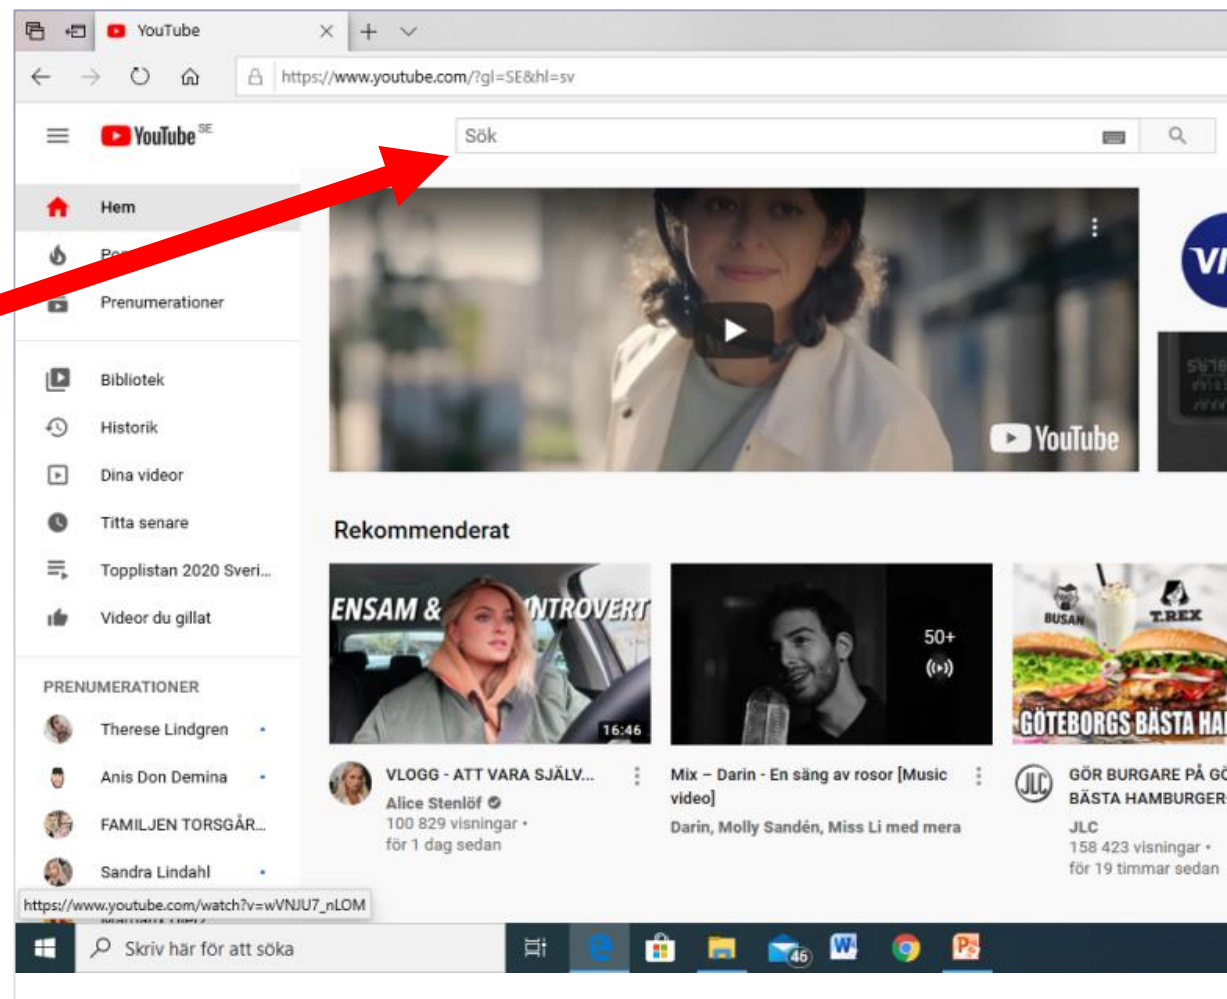 YouTube
https://www.youtube.com/?gl=SE&hl=sv
YouTube SE
Sök
Hem
Prenumerationer
Bibliotek
Historik
Dina videor
Titta senare
Topplistan 2020 Sveri...
Videor du gillat
PRENUMERATIONER
Therese Lindgren
Anis Don Demina
FAMILJEN TORSGÅR...
Sandra Lindahl
https://www.youtube.com/watch?v=wVNJU7_nLOM
YouTube
Rekommenderat
ENSAM & INTROVERT
16:46
VLOGG - ATT VARA SJÄLV...
Alice Stenlöf
100 829 visningar •
för 1 dag sedan
50+
Mix – Darin - En säng av rosor [Music
video]
Darin, Molly Sandén, Miss Li med mera
BUSAN
T.REX
GÖTEBORGS BÄSTA HA
JLC
GÖR BURGARE PÅ GÖ
BÄSTA HAMBURGER
JLC
158 423 visningar •
för 19 timmar sedan
Skriv här för att söka
46